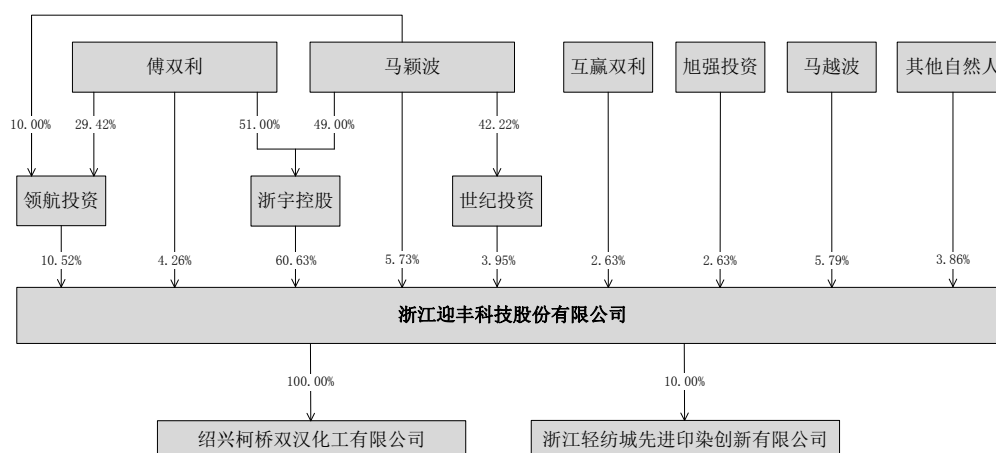 傅双利
马颖波
互赢双利
旭强投资
马越波
其他自然人
10.00%
29.42%
51.00%
49.00%
42.22%
领航投资
浙宇控股
世纪投资
10.52%
4.26%
60.63%
5.73%
3.95%
2.63%
2.63%
5.79%
3.86%
浙江迎丰科技股份有限公司
100.00%
10.00%
绍兴柯桥双汉化工有限公司
浙江轻纺城先进印染创新有限公司